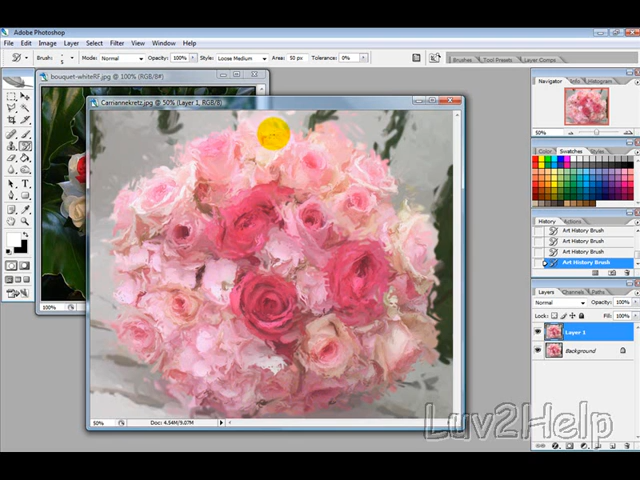 Adobe Photoshop
File Edit Image Layer Select Filter View Window Help
Brush: 5 Mode: Normal Opacity: 100% Style: Loose Medium Area: 50 px Tolerance: 0%
Brushes Tool Presets Layer Comps
bouquet-whiteRF.jpg @ 100% (RGB/8#)
Carriannekretz.jpg @ 50% (Layer 1, RGB/8)
Navigator Info Histogram
50%
Color Swatches Styles
History Actions
Art History Brush
Art History Brush
Art History Brush
Art History Brush
Layers Channels Paths
Normal Opacity: 100%
Lock: Fill: 100%
Layer 1
Background
100%
50% Doc: 4.54M/9.07M
Luv2Help